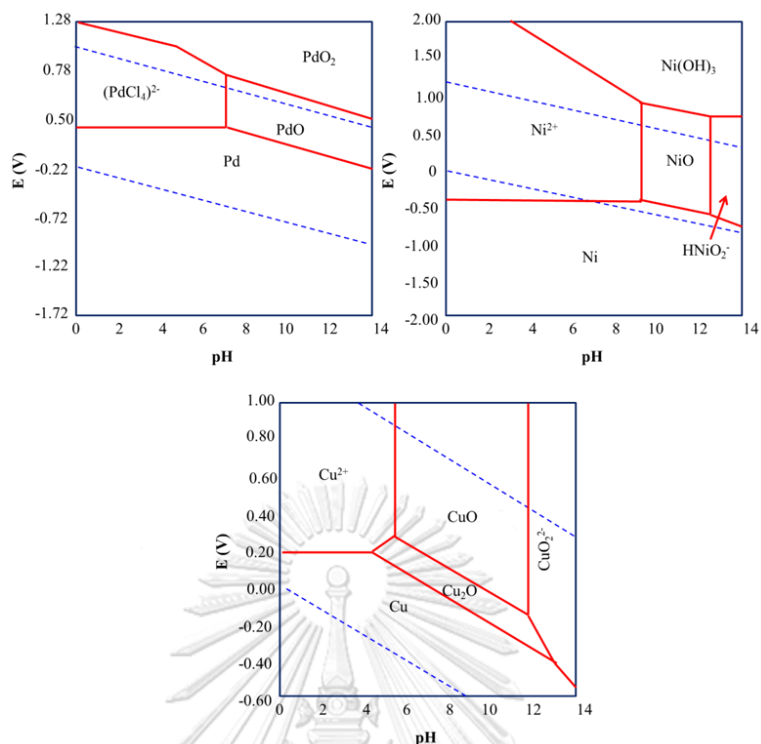 1.28
0.78
0.50
-0.22
-0.72
-1.22
-1.72
E (V)
0 2 4 6 8 10 12 14
pH
PdO₂
(PdCl₄)²⁻
PdO
Pd
2.00
1.50
1.00
0.50
0
-0.50
-1.00
-1.50
-2.00
E (V)
0 2 4 6 8 10 12 14
pH
Ni(OH)₃
Ni²⁺
NiO
HNiO₂⁻
Ni
1.00
0.80
0.60
0.40
0.20
0.00
-0.20
-0.40
-0.60
E (V)
0 2 4 6 8 10 12 14
pH
Cu²⁺
CuO
CuO₂²⁻
Cu₂O
Cu